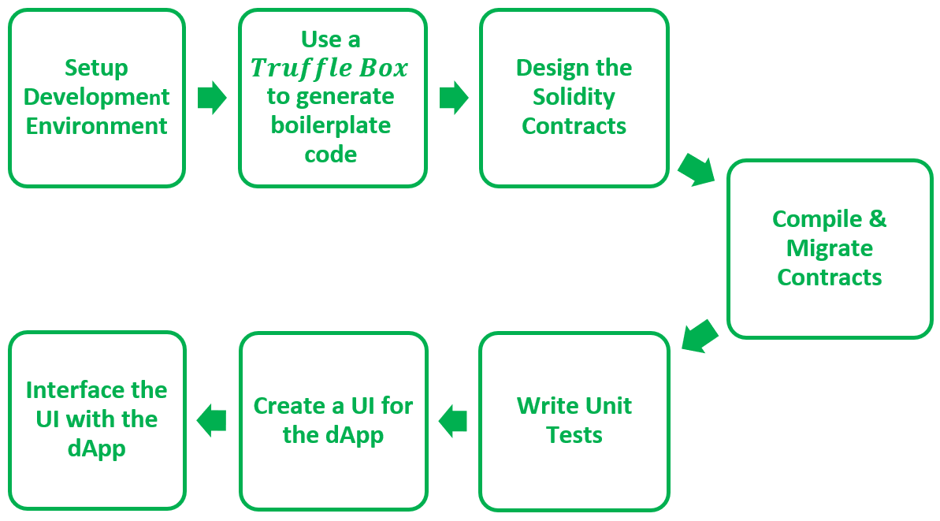 Setup
Development
Environment
Use a
Truffle Box
to generate
boilerplate
code
Design the
Solidity
Contracts
Compile &
Migrate
Contracts
Write Unit
Tests
Create a UI for
the dApp
Interface the
UI with the
dApp